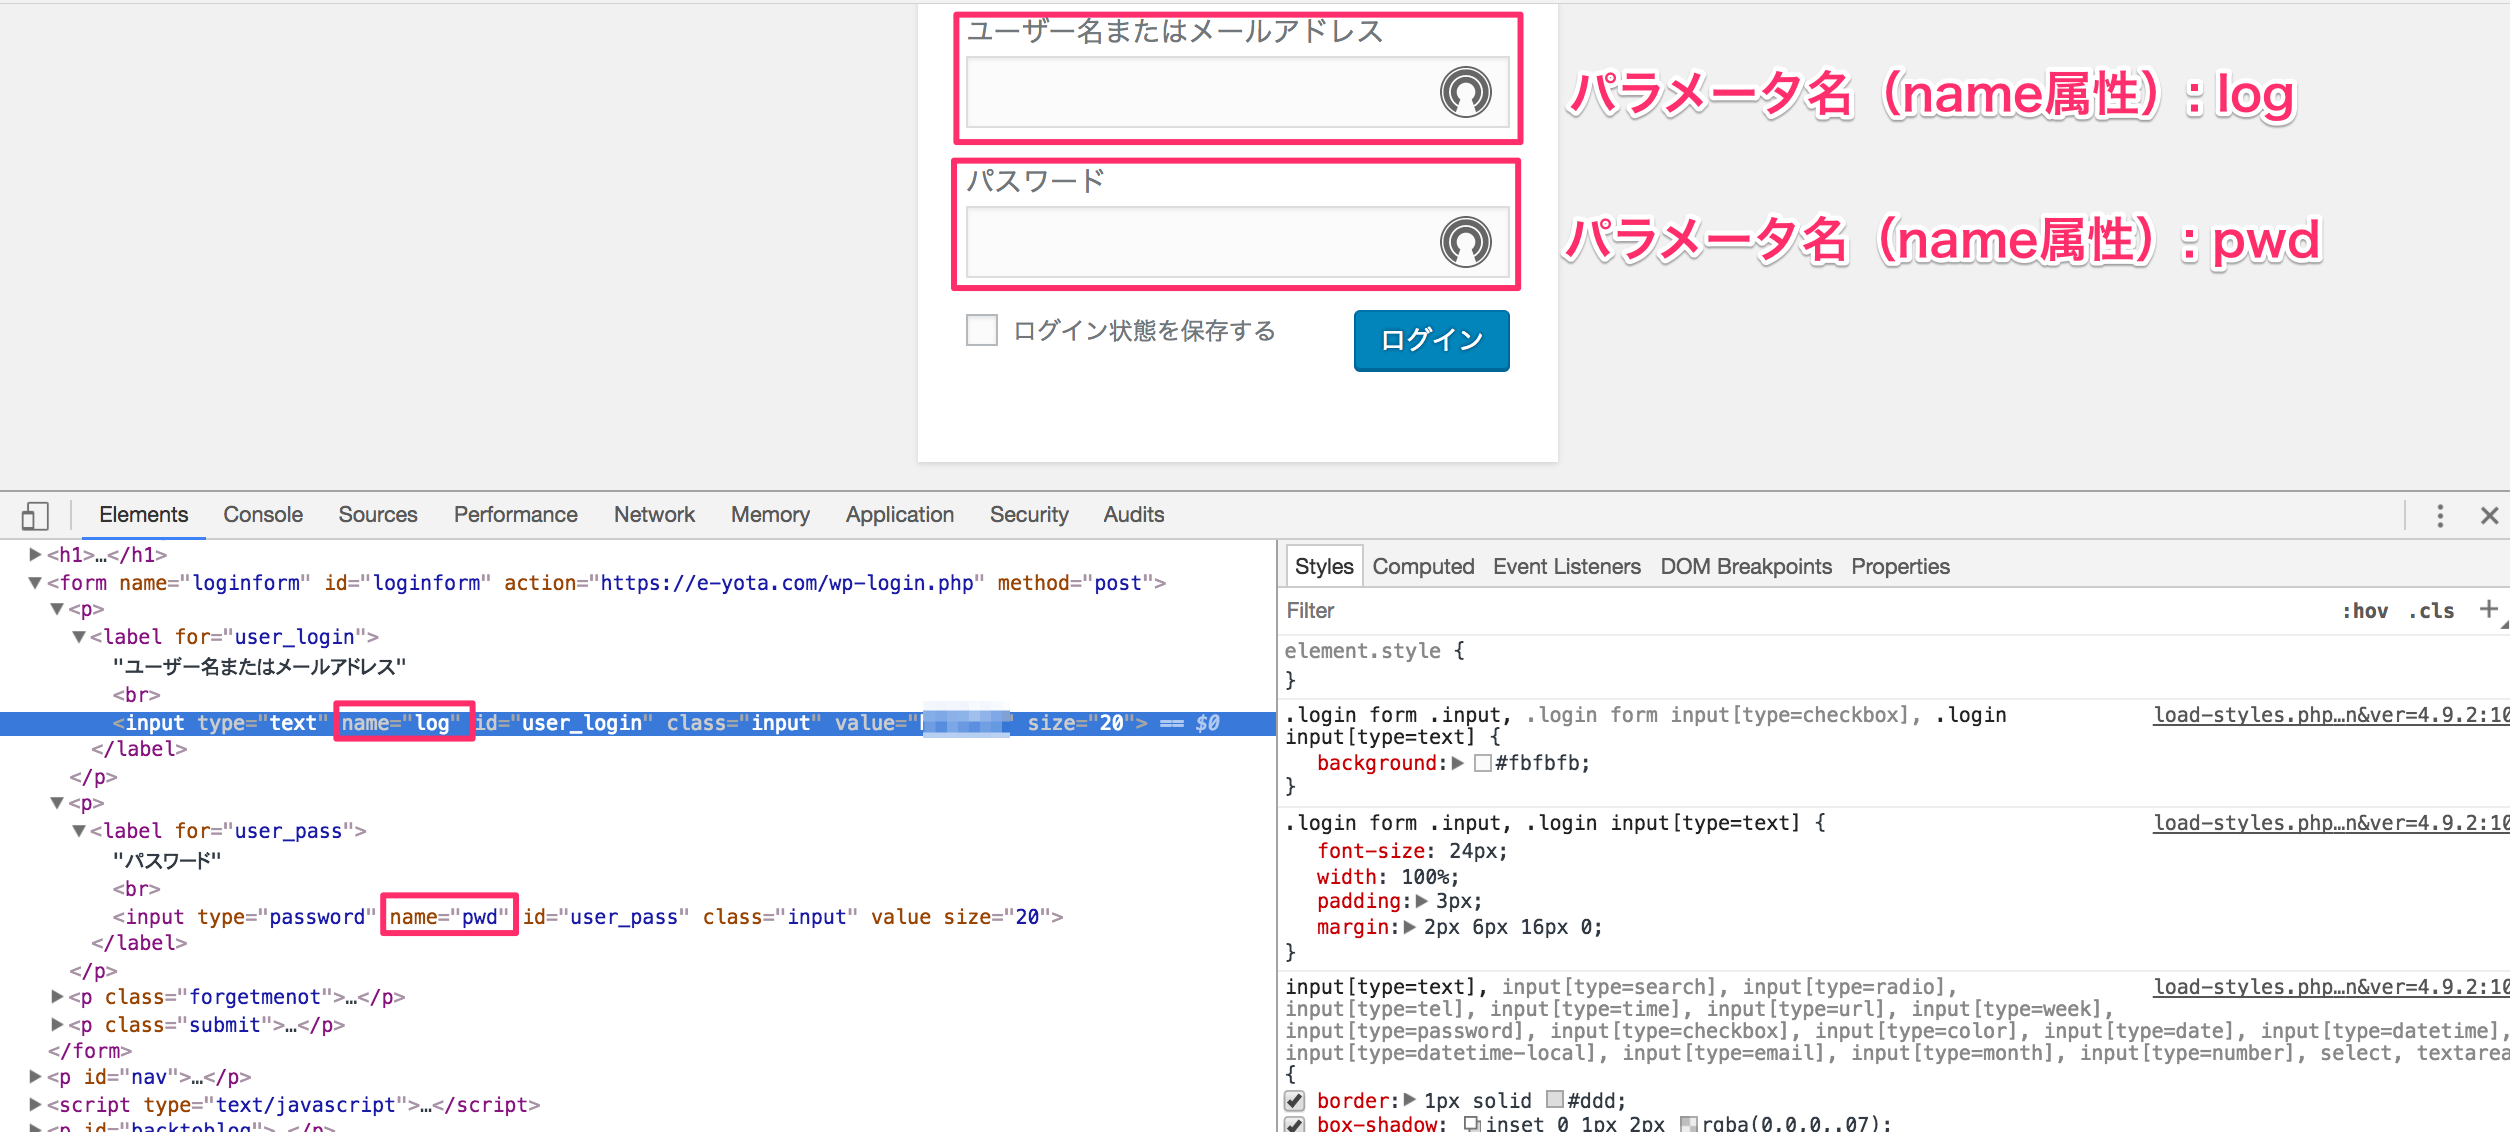 ユーザー名またはメールアドレス
パラメータ名（name属性）: log
パスワード
パラメータ名（name属性）: pwd
ログイン状態を保存する
ログイン
Elements Console Sources Performance Network Memory Application Security Audits
<h1>…</h1>
<form name="loginform" id="loginform" action="https://e-yota.com/wp-login.php" method="post">
<p>
<label for="user_login">
"ユーザー名またはメールアドレス"
<br>
<input type="text" name="log" id="user_login" class="input" value=" " size="20"> == $0
</label>
</p>
<p>
<label for="user_pass">
"パスワード"
<br>
<input type="password" name="pwd" id="user_pass" class="input" value size="20">
</label>
</p>
<p class="forgetmenot">…</p>
<p class="submit">…</p>
</form>
<p id="nav">…</p>
<script type="text/javascript">…</script>
<p id="backtoblog">…</p>
Styles Computed Event Listeners DOM Breakpoints Properties
Filter :hov .cls +
element.style {
}
.login form .input, .login form input[type=checkbox], .login load-styles.php…n&ver=4.9.2:10
input[type=text] {
background: #fbfbfb;
}
.login form .input, .login input[type=text] { load-styles.php…n&ver=4.9.2:10
font-size: 24px;
width: 100%;
padding: 3px;
margin: 2px 6px 16px 0;
}
input[type=text], input[type=search], input[type=radio], load-styles.php…n&ver=4.9.2:10
input[type=tel], input[type=time], input[type=url], input[type=week],
input[type=password], input[type=checkbox], input[type=color], input[type=date], input[type=datetime],
input[type=datetime-local], input[type=email], input[type=month], input[type=number], select, textarea
{
border: 1px solid #ddd;
box-shadow: inset 0 1px 2px rgba(0,0,0,.07);